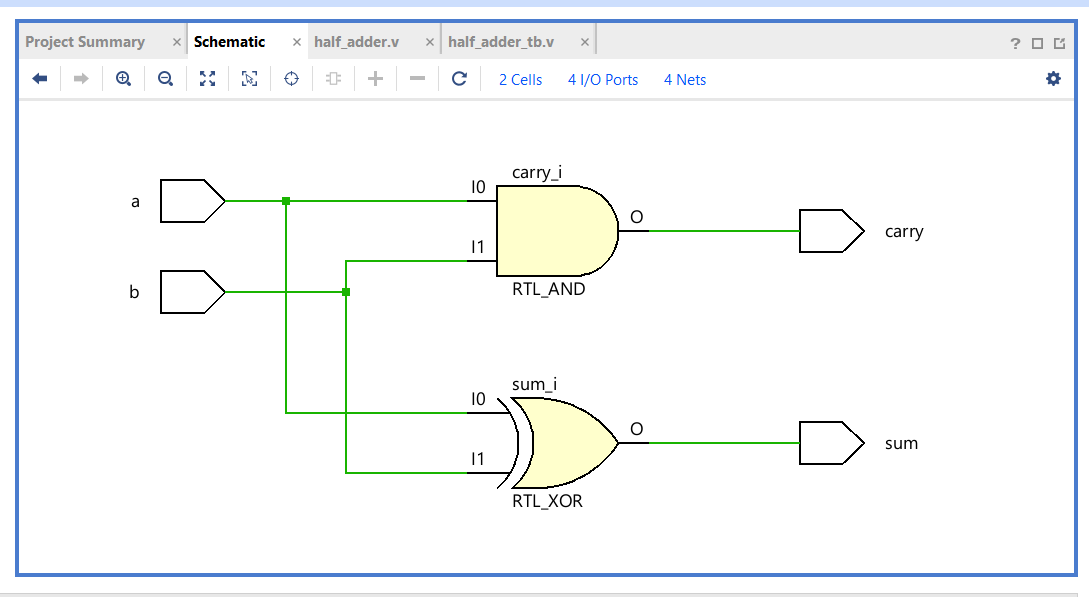 Project Summary × Schematic × half_adder.v × half_adder_tb.v × ?
2 Cells 4 I/O Ports 4 Nets
carry_i
a I0 O
I1 carry
b RTL_AND
sum_i
I0 O
I1 sum
RTL_XOR